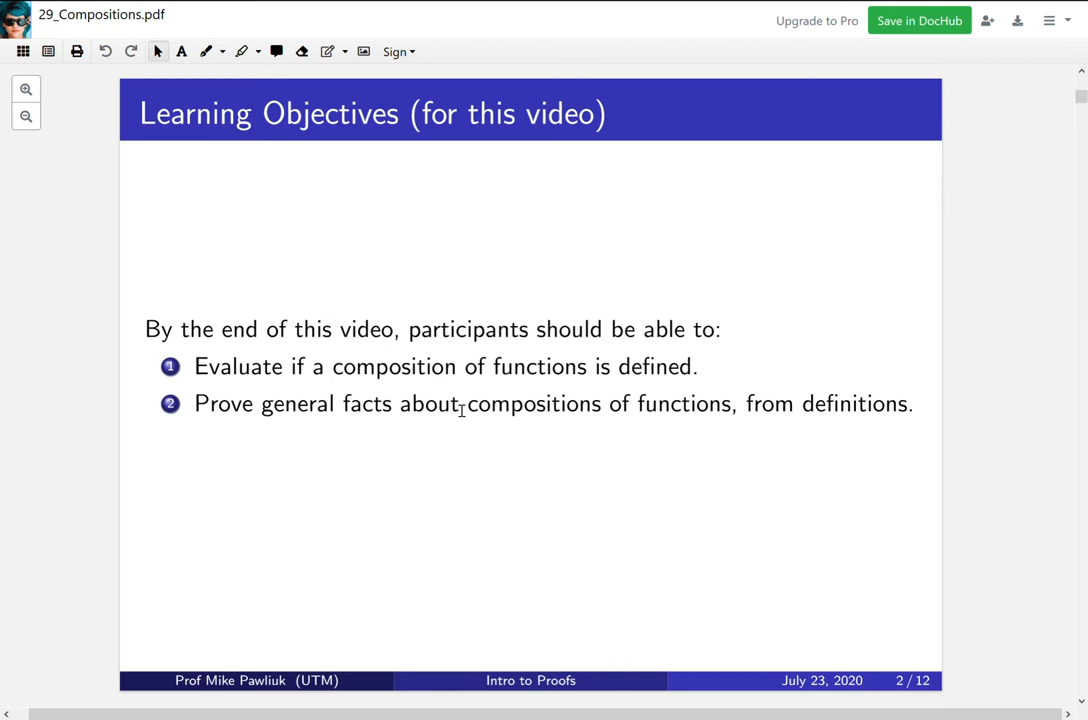 29_Compositions.pdf
Upgrade to Pro
Save in DocHub
A
Sign
Learning Objectives (for this video)
By the end of this video, participants should be able to:
1 Evaluate if a composition of functions is defined.
2 Prove general facts about compositions of functions, from definitions.
Prof Mike Pawliuk (UTM) Intro to Proofs July 23, 2020 2 / 12